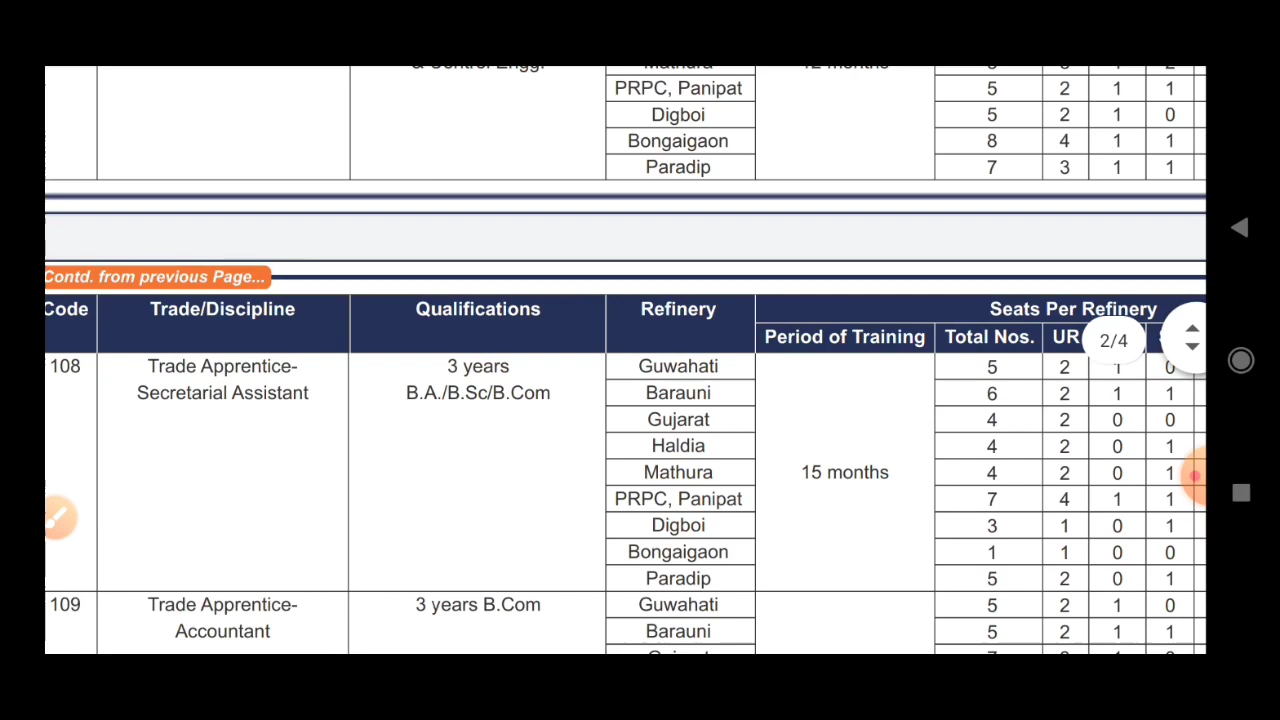 PRPC, Panipat 5 2 1 1
Digboi 5 2 1 0
Bongaigaon 8 4 1 1
Paradip 7 3 1 1
Contd. from previous Page...
Code Trade/Discipline Qualifications Refinery Seats Per Refinery
Period of Training Total Nos. UR 2/4
108 Trade Apprentice- 3 years Guwahati 5 2 1 0
Secretarial Assistant B.A./B.Sc/B.Com Barauni 6 2 1 1
Gujarat 4 2 0 0
Haldia 4 2 0 1
Mathura 15 months 4 2 0 1
PRPC, Panipat 7 4 1 1
Digboi 3 1 0 1
Bongaigaon 1 1 0 0
Paradip 5 2 0 1
109 Trade Apprentice- 3 years B.Com Guwahati 5 2 1 0
Accountant Barauni 5 2 1 1